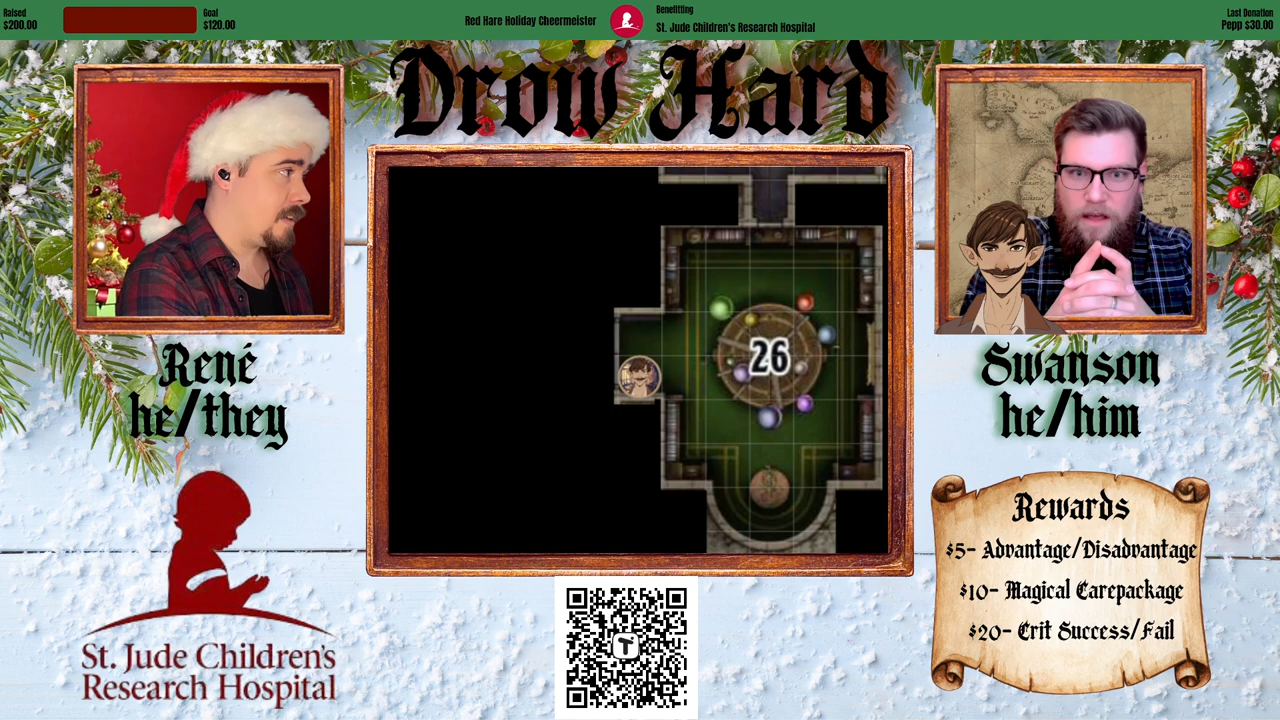 Raised
$200.00
Goal
$120.00
Red Hare Holiday Cheermeister
Benefitting
St. Jude Children's Research Hospital
Last Donation
Pepp $30.00
Drow Hard
26
René
he/they
Swanson
he/him
St. Jude Children's
Research Hospital
T
Rewards
$5- Advantage/Disadvantage
$10- Magical Carepackage
$20- Crit Success/Fail